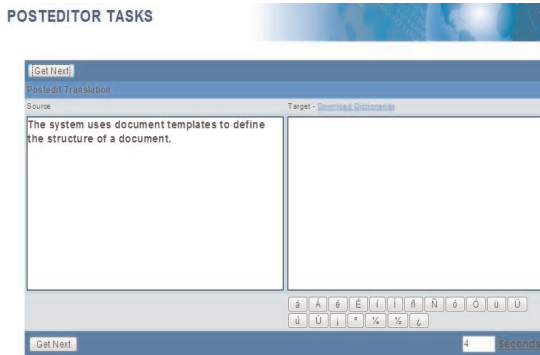 POSTEDITOR TASKS
Get Next
Postedit Translation
Source
Target - Download Dictionaries
The system uses document templates to define
the structure of a document.
á Á é É í Í ñ Ñ ó Ó ü Ü
ú Ú ¡ ª ¼ ½ ¿
Get Next
4 Seconds